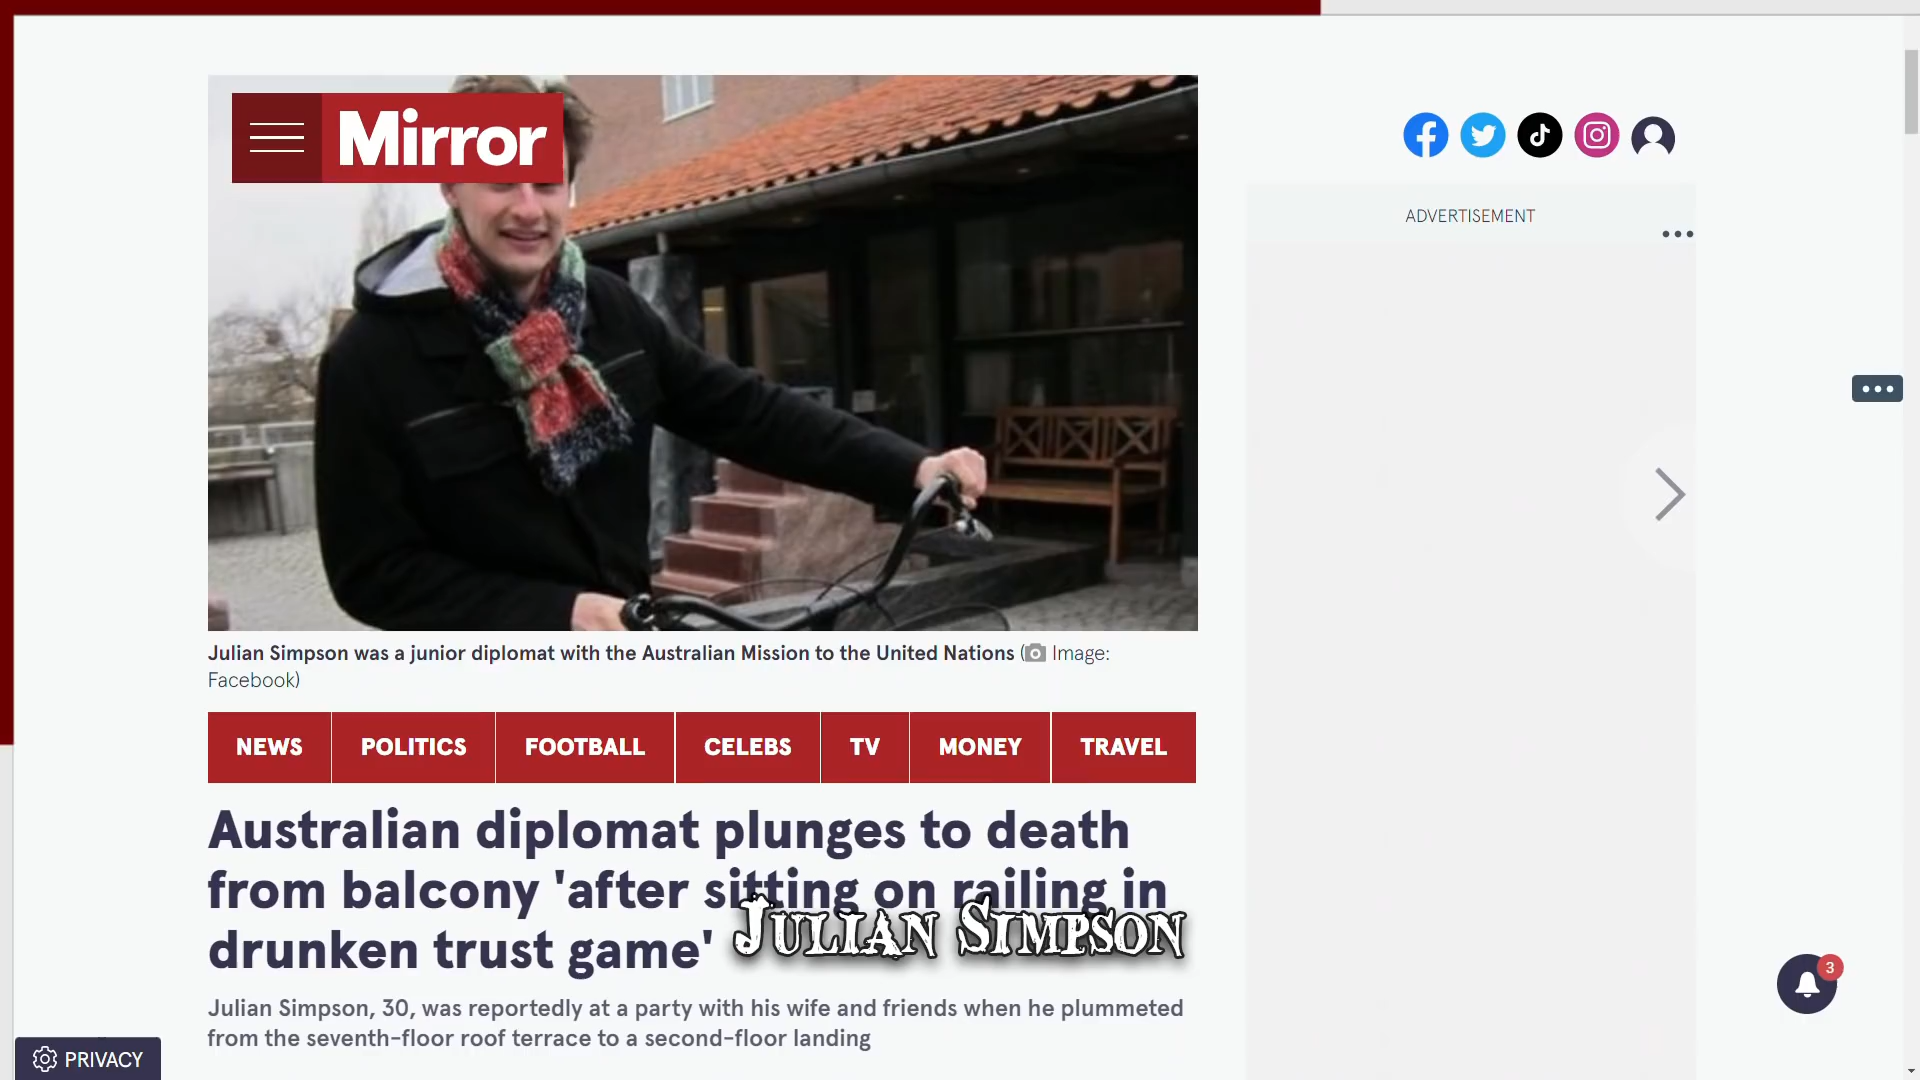 Mirror
ADVERTISEMENT
Julian Simpson was a junior diplomat with the Australian Mission to the United Nations (Image:
Facebook)
NEWS POLITICS FOOTBALL CELEBS TV MONEY TRAVEL
Australian diplomat plunges to death
from balcony 'after sitting on railing in
drunken trust game'
Julian Simpson
Julian Simpson, 30, was reportedly at a party with his wife and friends when he plummeted
from the seventh-floor roof terrace to a second-floor landing
3
PRIVACY